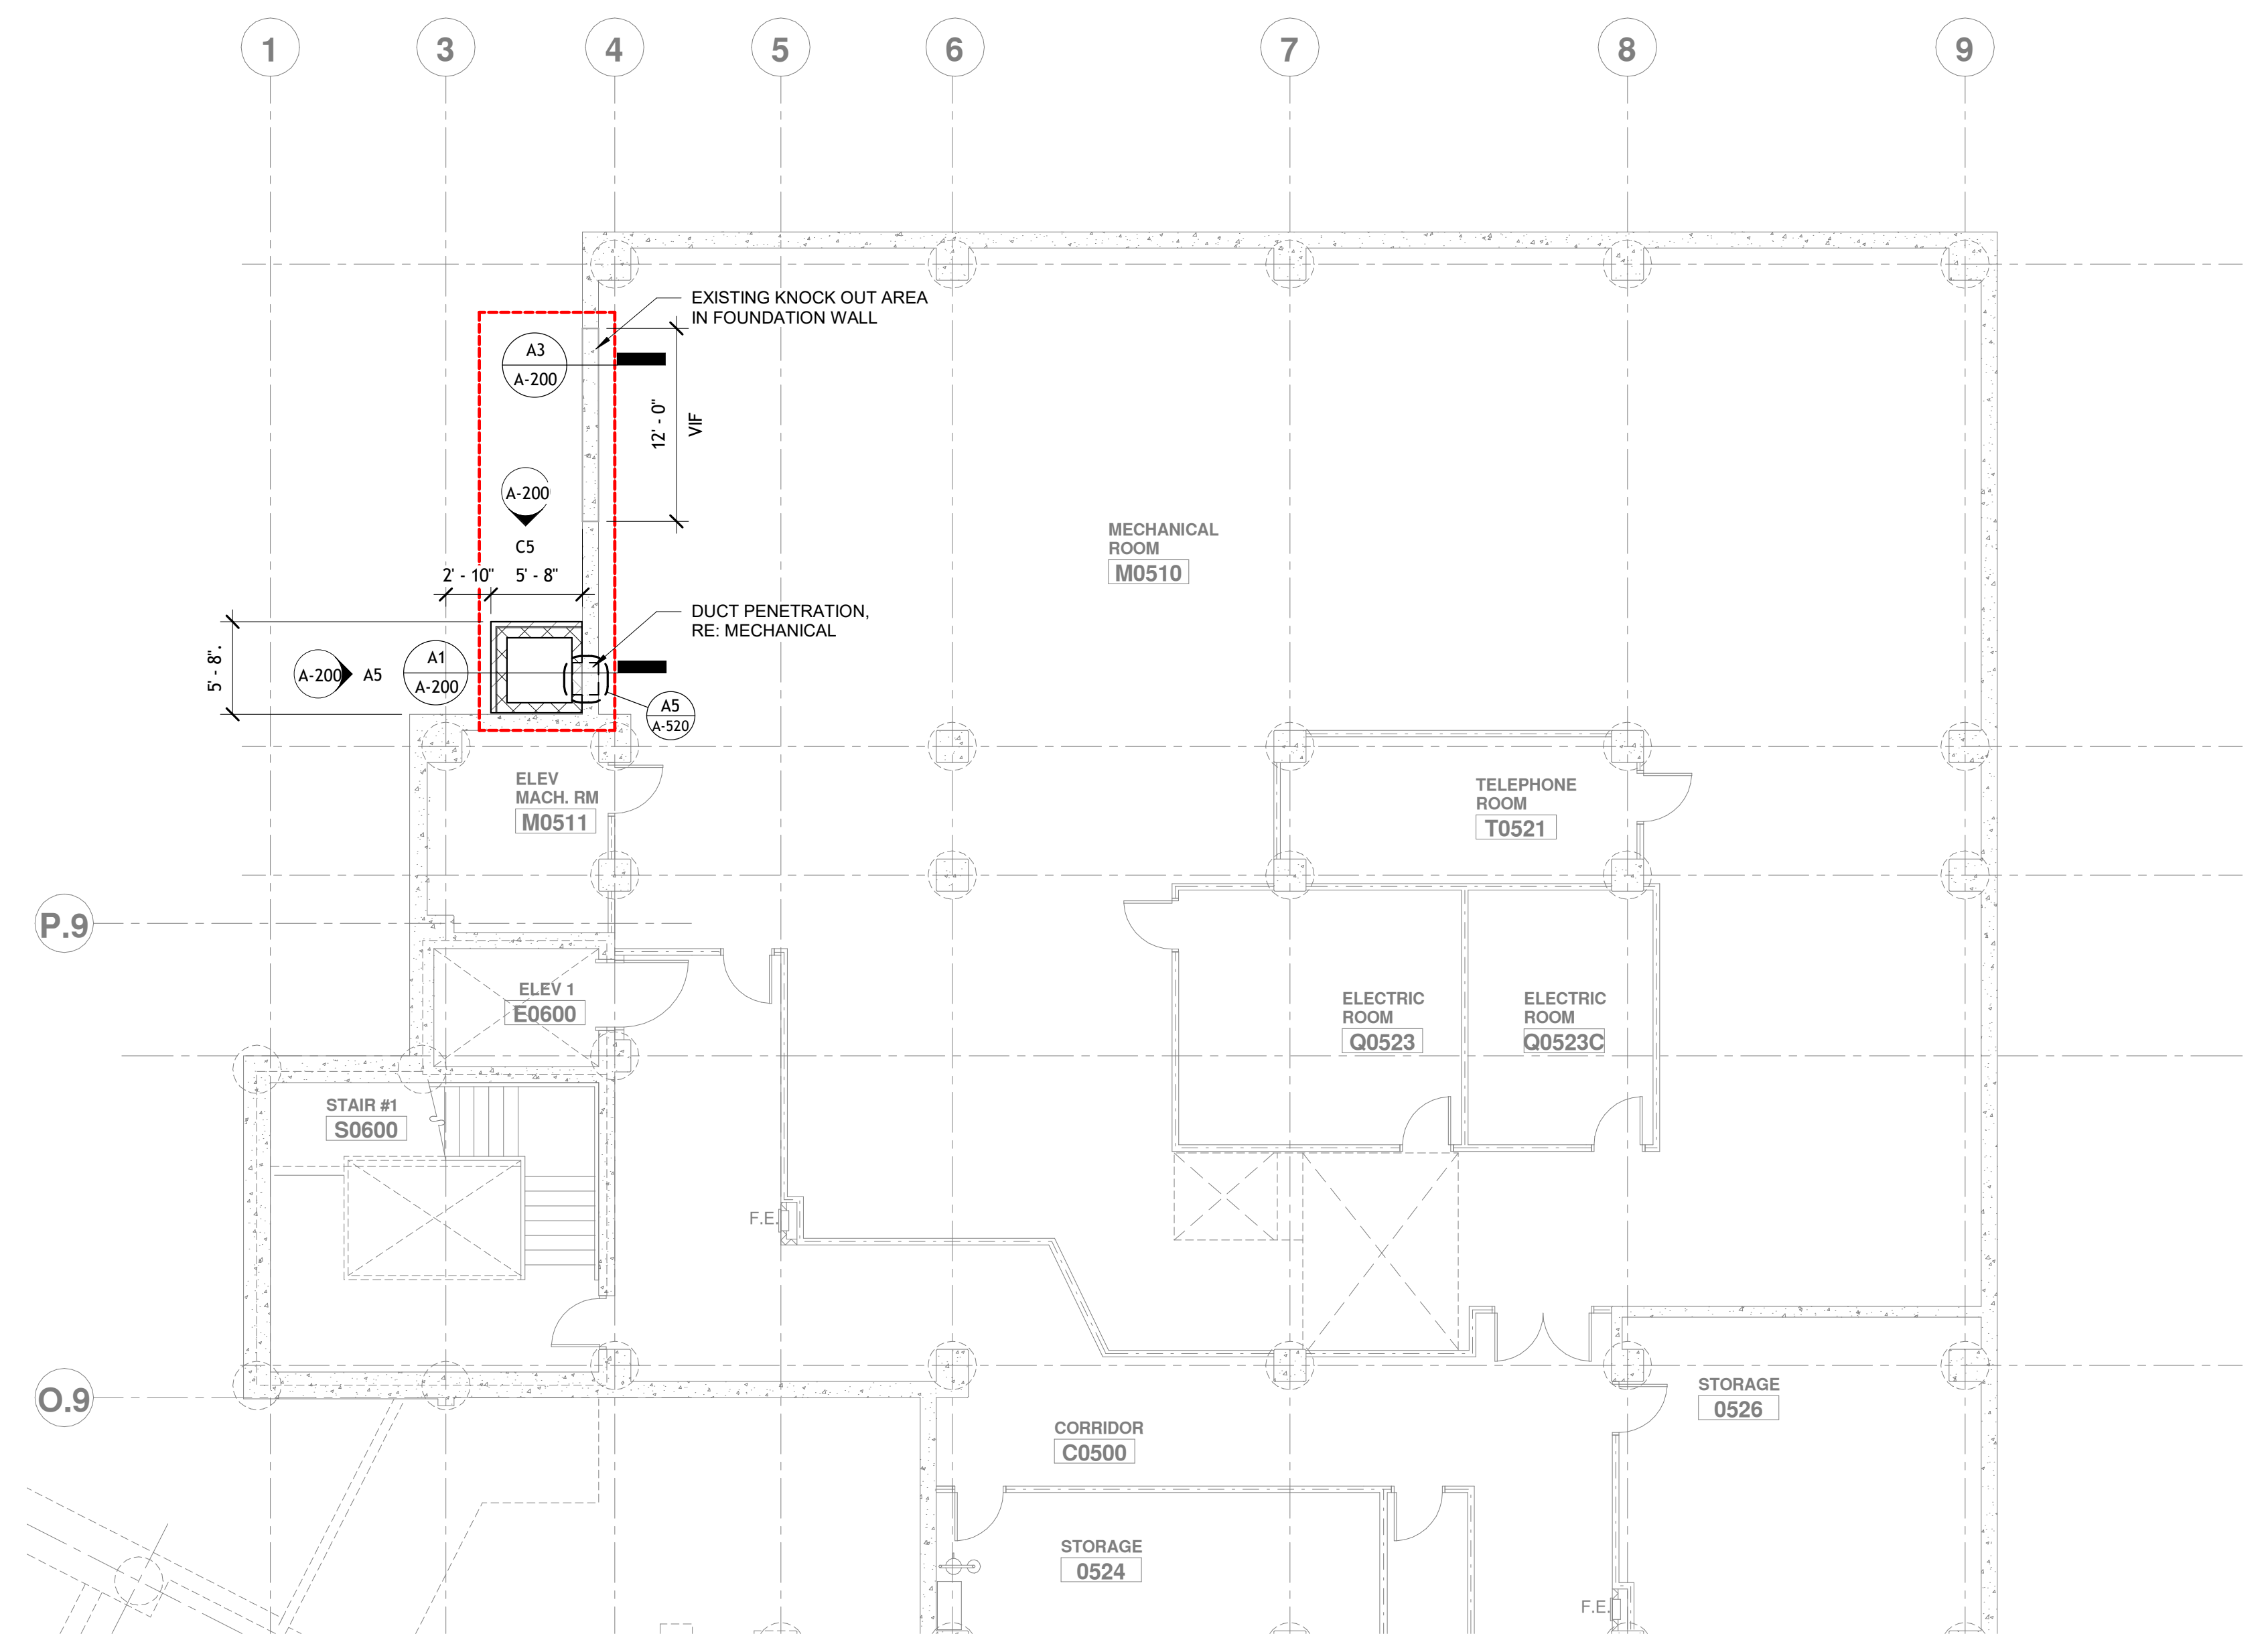 1
3
4
5
6
7
8
9
EXISTING KNOCK OUT AREA
IN FOUNDATION WALL
A3
A-200
12' - 0"
VIF
A-200
C5
2' - 10"
5' - 8"
DUCT PENETRATION,
RE: MECHANICAL
5' - 8".
A-200
A5
A1
A-200
A5
A-520
MECHANICAL
ROOM
M0510
ELEV
MACH. RM
M0511
TELEPHONE
ROOM
T0521
P.9
ELEV 1
E0600
ELECTRIC
ROOM
Q0523
ELECTRIC
ROOM
Q0523C
STAIR #1
S0600
F.E.
O.9
STORAGE
0526
CORRIDOR
C0500
STORAGE
0524
F.E.